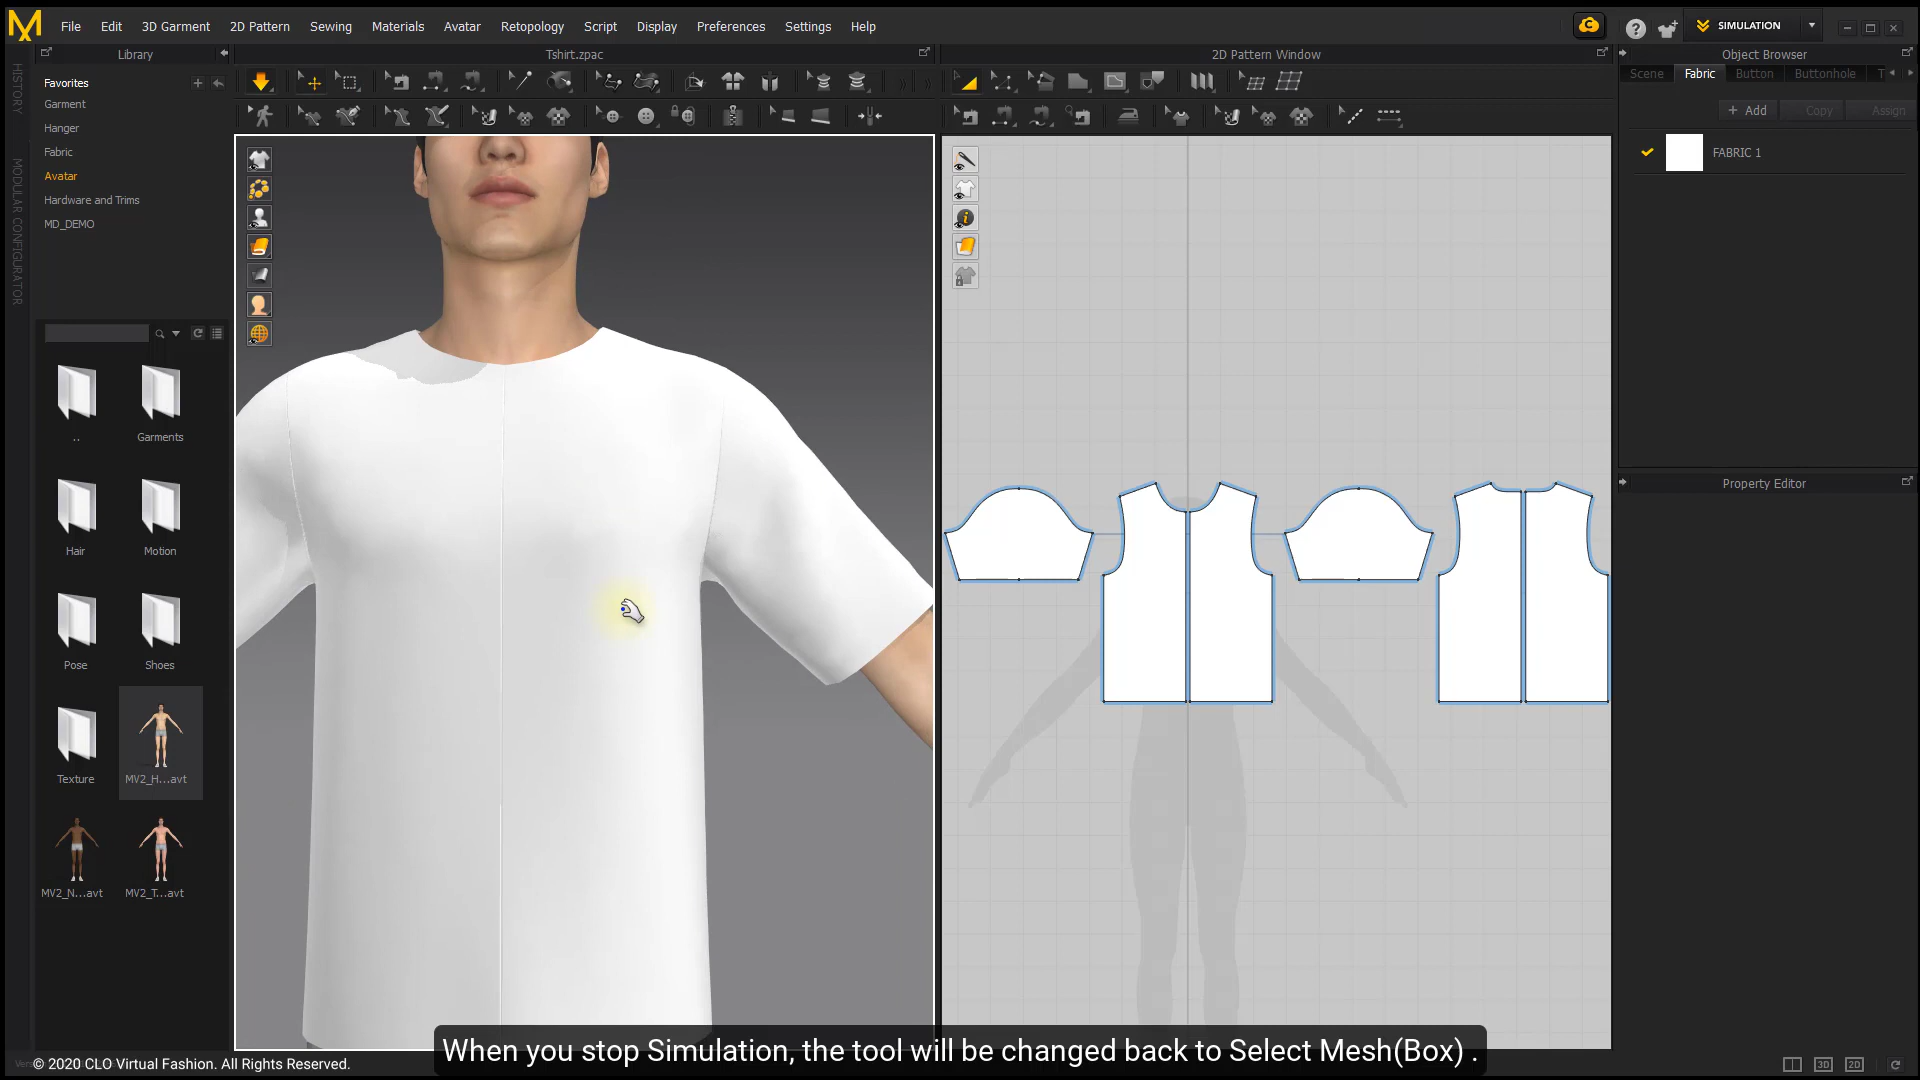 File Edit 3D Garment 2D Pattern Sewing Materials Avatar Retopology Script Display Preferences Settings Help
SIMULATION
Library
Tshirt.zpac
2D Pattern Window
Object Browser
HISTORY
MODULAR CONFIGURATOR
Favorites
Garment
Hanger
Fabric
Avatar
Hardware and Trims
MD_DEMO
Scene Fabric Button Buttonhole T
+ Add Copy Assign
FABRIC 1
Property Editor
..
Garments
Hair
Motion
Pose
Shoes
Texture
MV2_H...avt
MV2_N...avt
MV2_T...avt
When you stop Simulation, the tool will be changed back to Select Mesh(Box) .
© 2020 CLO Virtual Fashion. All Rights Reserved.
3D
2D